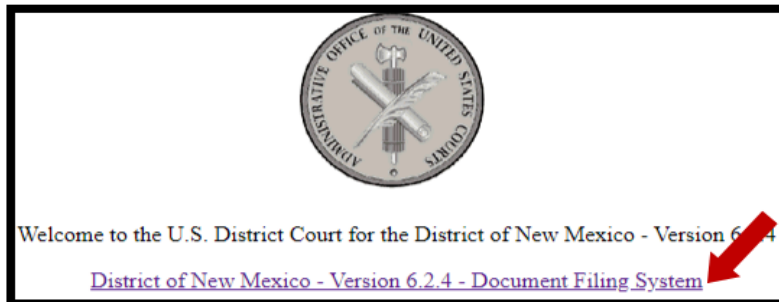 ADMINISTRATIVE OFFICE OF THE UNITED STATES COURTS
Welcome to the U.S. District Court for the District of New Mexico - Version 4
District of New Mexico - Version 6.2.4 - Document Filing System